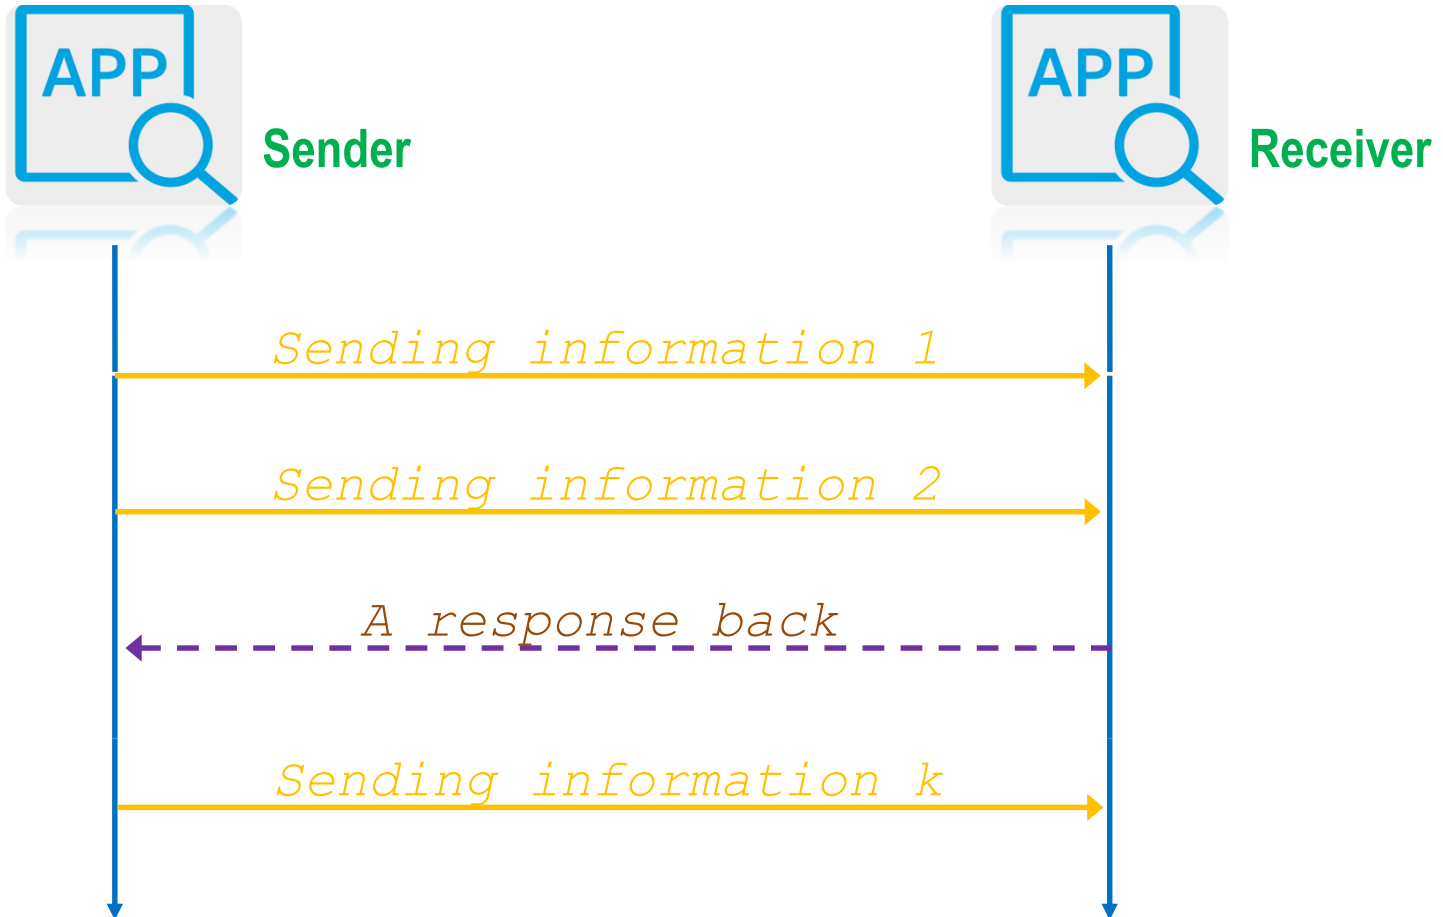 APP
Sender
APP
Receiver
Sending information 1
Sending information 2
A response back
Sending information k